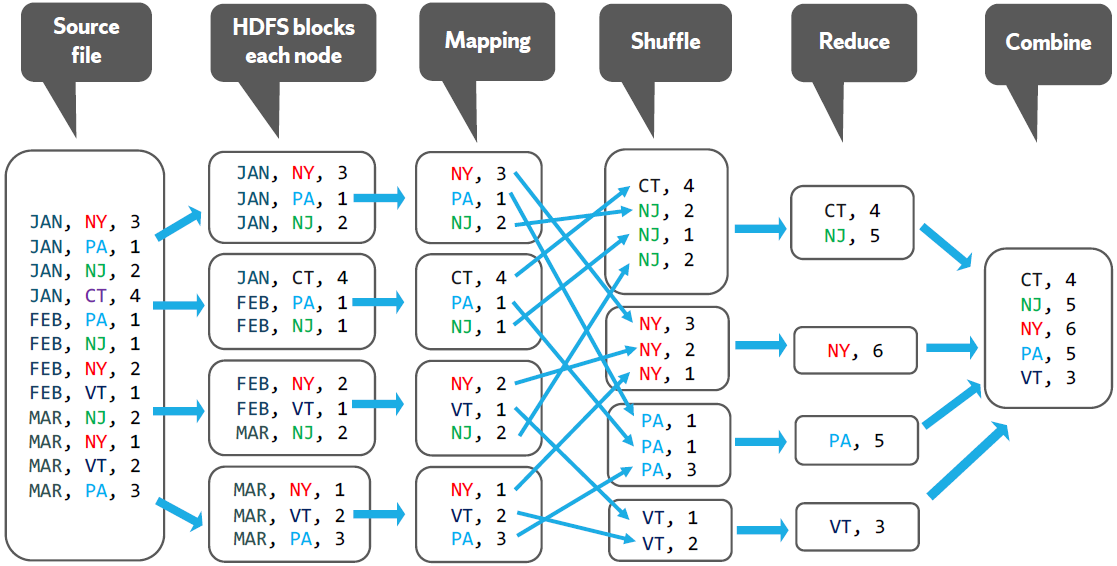 Source
file
HDFS blocks
each node
Mapping
Shuffle
Reduce
Combine
JAN, NY, 3
JAN, PA, 1
JAN, NJ, 2
JAN, CT, 4
FEB, PA, 1
FEB, NJ, 1
FEB, NY, 2
FEB, VT, 1
MAR, NJ, 2
MAR, NY, 1
MAR, VT, 2
MAR, PA, 3
JAN, NY, 3
JAN, PA, 1
JAN, NJ, 2
JAN, CT, 4
FEB, PA, 1
FEB, NJ, 1
FEB, NY, 2
FEB, VT, 1
MAR, NJ, 2
MAR, NY, 1
MAR, VT, 2
MAR, PA, 3
NY, 3
PA, 1
NJ, 2
CT, 4
PA, 1
NJ, 1
NY, 2
VT, 1
NJ, 2
NY, 1
VT, 2
PA, 3
CT, 4
NJ, 2
NJ, 1
NJ, 2
NY, 3
NY, 2
NY, 1
PA, 1
PA, 1
PA, 3
VT, 1
VT, 2
CT, 4
NJ, 5
NY, 6
PA, 5
VT, 3
CT, 4
NJ, 5
NY, 6
PA, 5
VT, 3